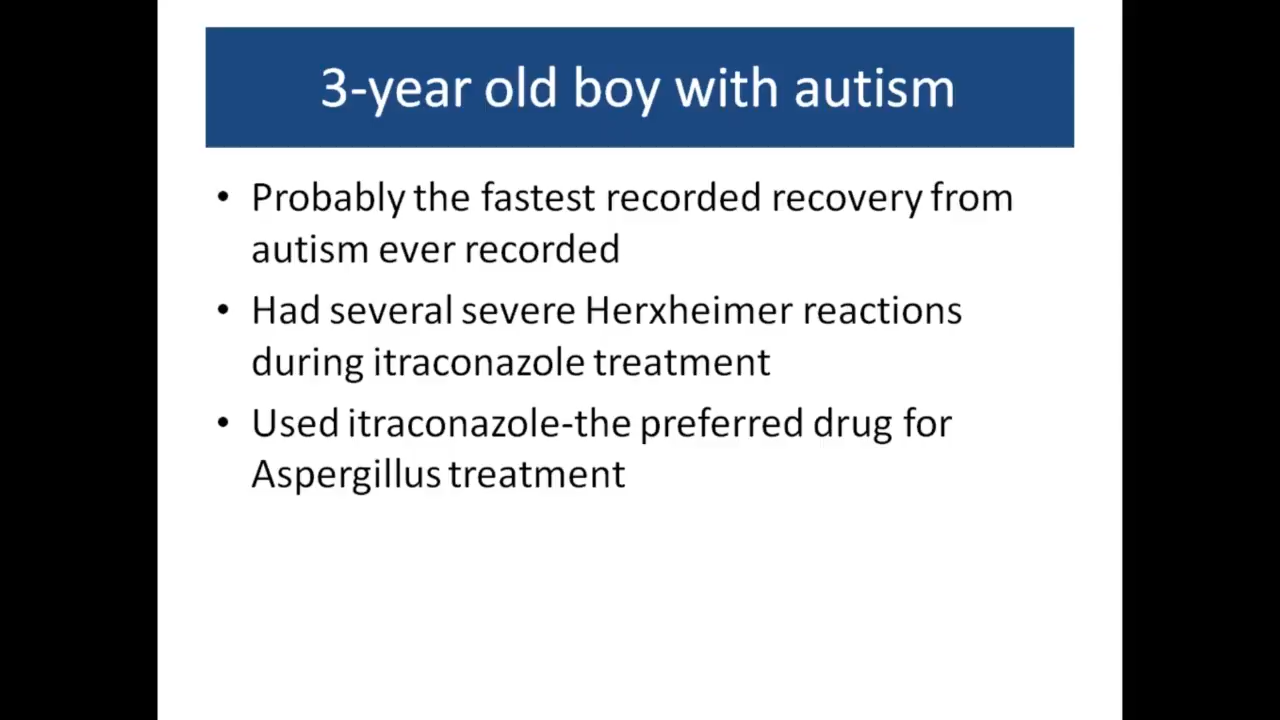 3-year old boy with autism
• Probably the fastest recorded recovery from
autism ever recorded
• Had several severe Herxheimer reactions
during itraconazole treatment
• Used itraconazole-the preferred drug for
Aspergillus treatment